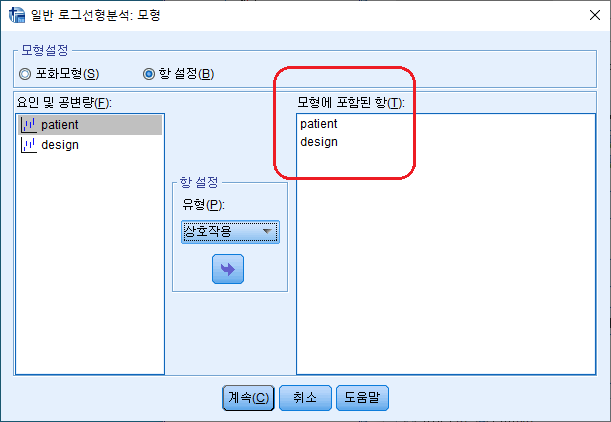 일반 로그선형분석: 모형
모형설정
포화모형(S)
항 설정(B)
요인 및 공변량(F):
patient
design
항 설정
유형(P):
상호작용
모형에 포함된 항(T):
patient
design
계속(C)
취소
도움말